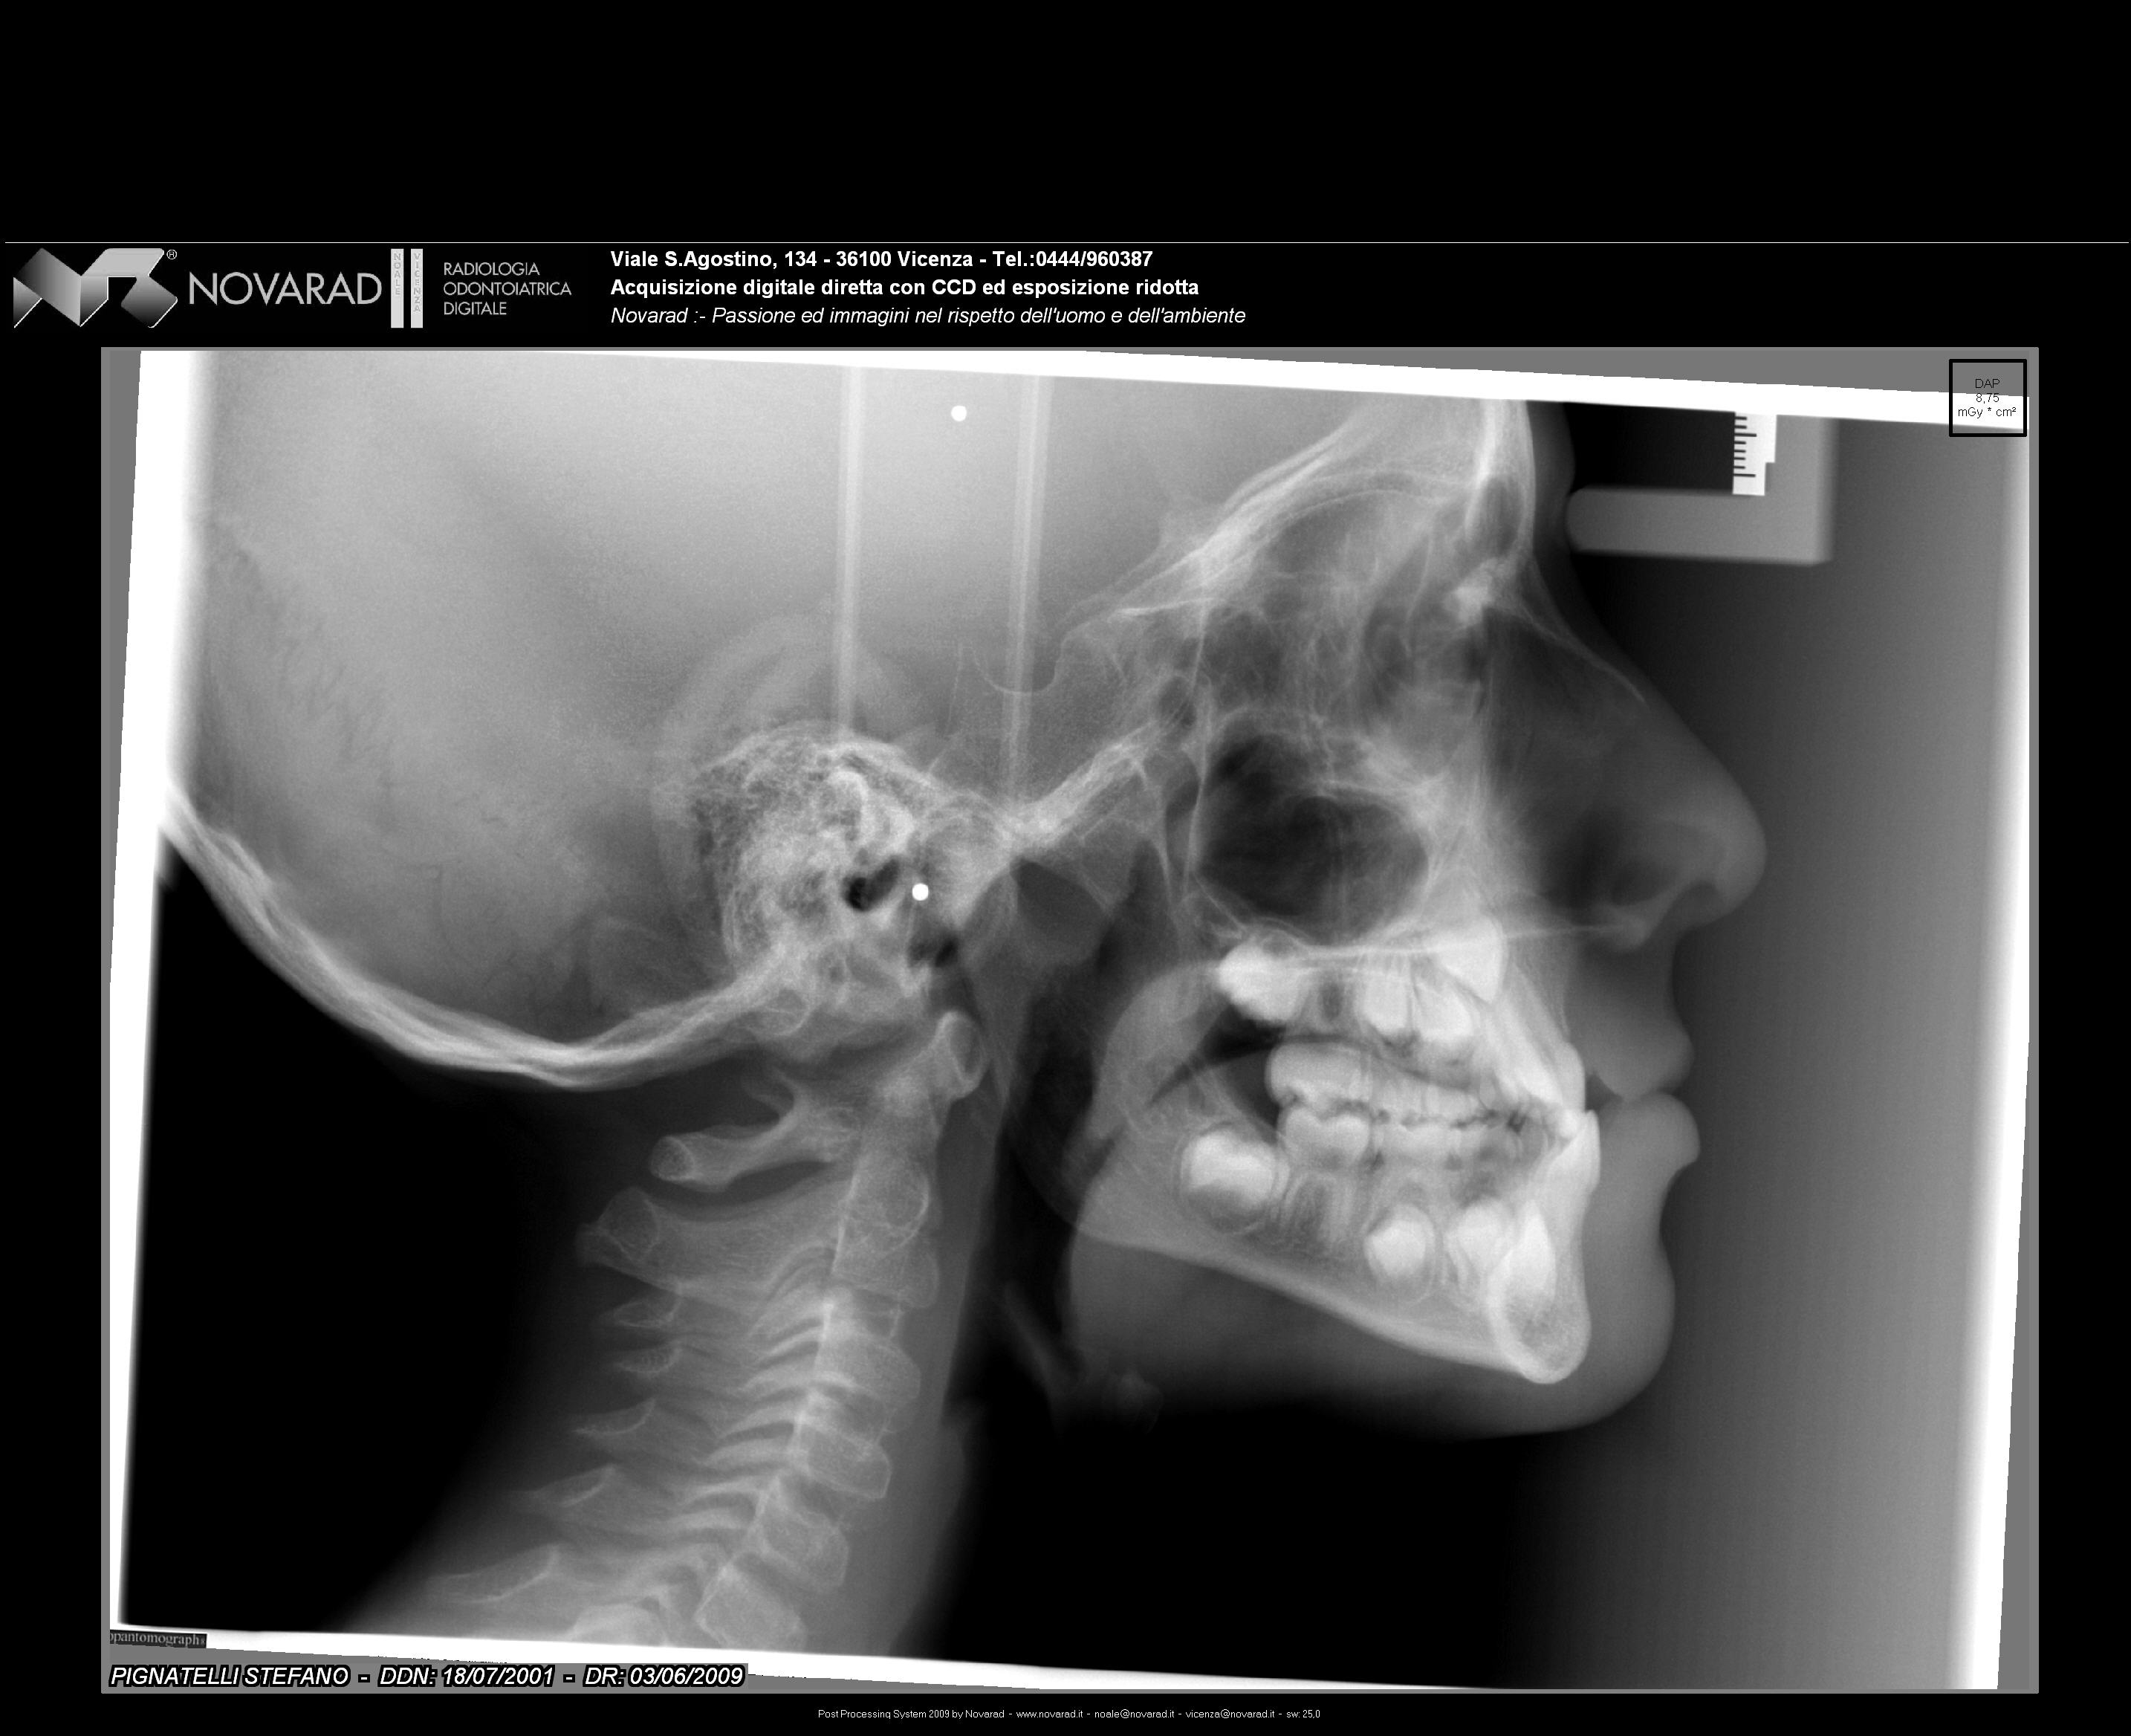 NOVARAD
NOALE
VICENZA
RADIOLOGIA
ODONTOIATRICA
DIGITALE
Viale S.Agostino, 134 - 36100 Vicenza - Tel.:0444/960387
Acquisizione digitale diretta con CCD ed esposizione ridotta
Novarad :- Passione ed immagini nel rispetto dell'uomo e dell'ambiente
DAP
8,75
mGy * cm²
PIGNATELLI STEFANO - DDN: 18/07/2001 - DR: 03/06/2009
Post Processing System 2009 by Novarad - www.novarad.it - noale@novarad.it - vicenza@novarad.it - sw: 25,0